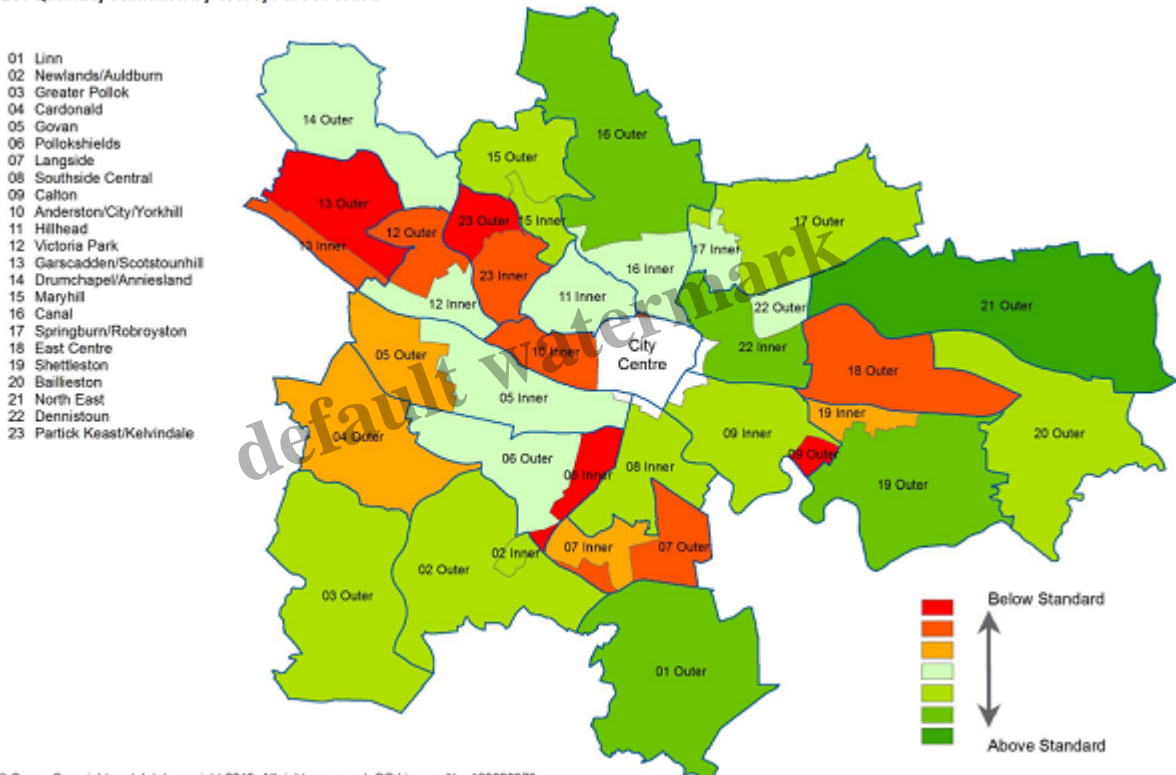 01 Linn
02 Newlands/Auldburn
03 Greater Pollok
04 Cardonald
05 Govan
06 Pollokshields
07 Langside
08 Southside Central
09 Calton
10 Anderston/City/Yorkhill
11 Hillhead
12 Victoria Park
13 Garscadden/Scotstounhill
14 Drumchapel/Anniesland
15 Maryhill
16 Canal
17 Springburn/Robroyston
18 East Centre
19 Shettleston
20 Baillieston
21 North East
22 Dennistoun
23 Partick Keast/Kelvindale
14 Outer
16 Outer
15 Outer
13 Outer
23 Outer
15 Inner
17 Outer
12 Outer
13 Inner
17 Inner
16 Inner
23 Inner
11 Inner
12 Inner
22 Outer
21 Outer
City
Centre
22 Inner
10 Inner
05 Outer
18 Outer
05 Inner
19 Inner
04 Outer
09 Inner
20 Outer
06 Outer
09 Outer
08 Inner
06 Inner
19 Outer
02 Inner
07 Inner
07 Outer
02 Outer
03 Outer
01 Outer
Below Standard
Above Standard
default watermark